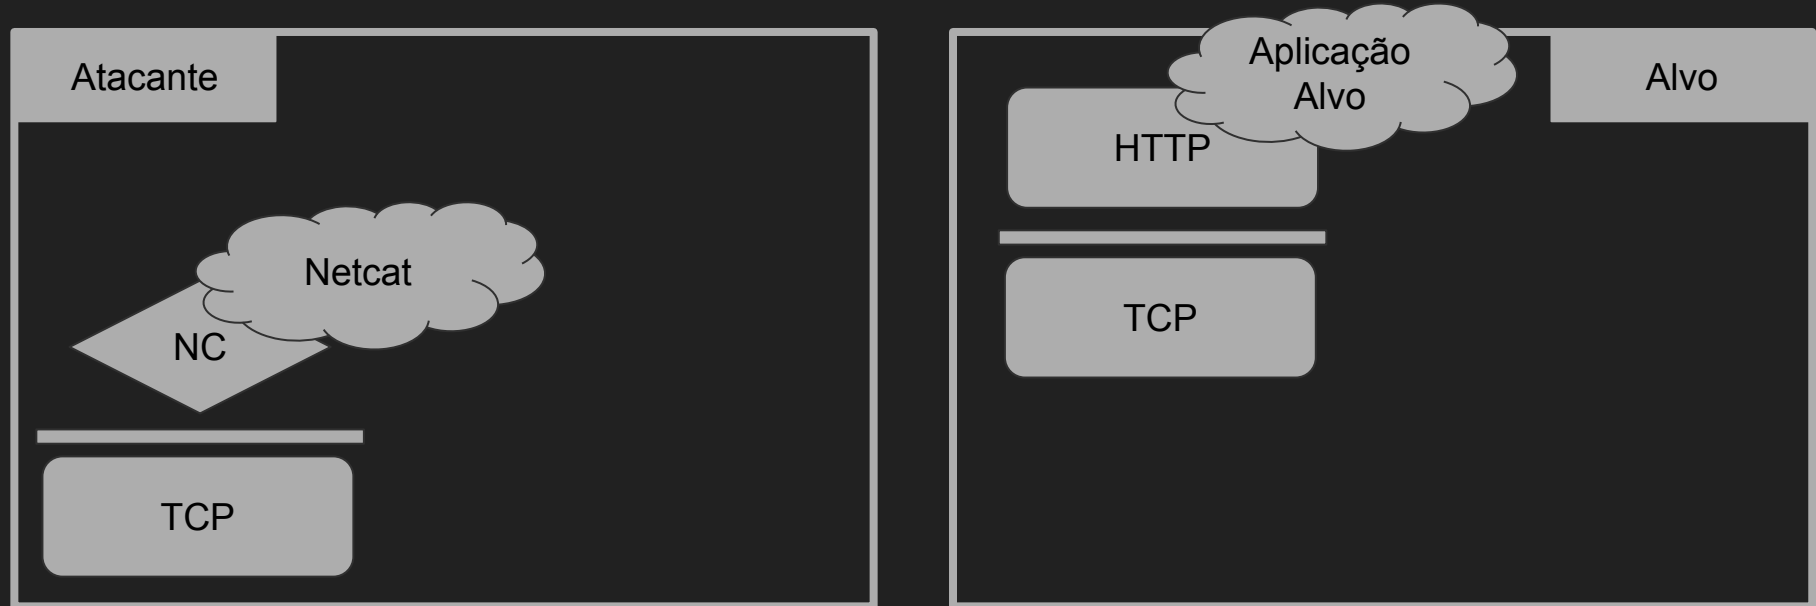 Atacante
Netcat
NC
TCP
Aplicação
Alvo
Alvo
HTTP
TCP